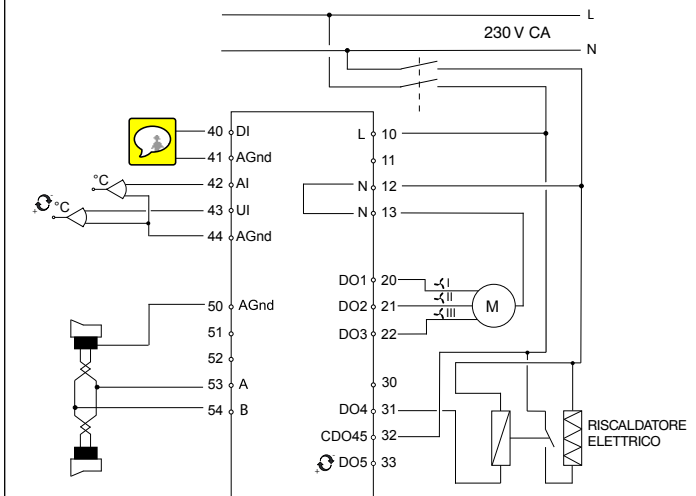 L
230 V CA
N
40 DI
41 AGnd
°C
42 AI
°C
43 UI
44 AGnd
L 10
11
N 12
N 13
DO1 20 I
DO2 21 II
DO3 22 III
M
50 AGnd
51
52
53 A
54 B
30
DO4 31
CDO45 32
DO5 33
RISCALDATORE
ELETTRICO